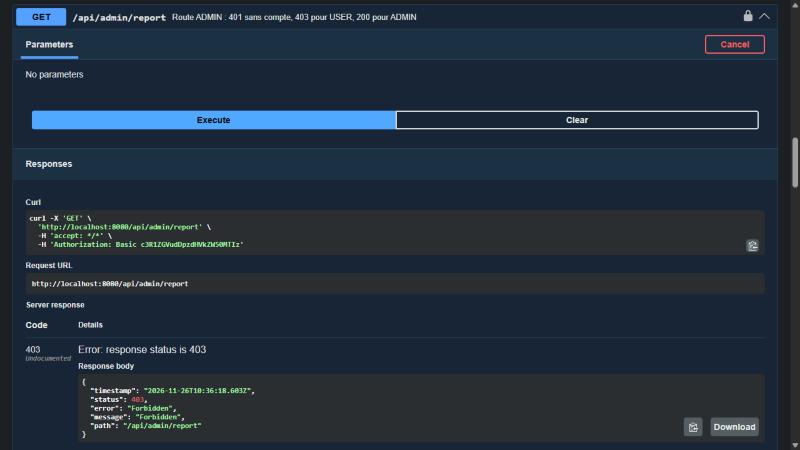 GET /api/admin/report Route ADMIN : 401 sans compte, 403 pour USER, 200 pour ADMIN
Parameters
Cancel
No parameters
Execute
Clear
Responses
Curl
curl -X 'GET' \
'http://localhost:8080/api/admin/report' \
-H 'accept: */*' \
-H 'Authorization: Basic c3R1ZGVudDpzdHVkZW50MTIz'
Request URL
http://localhost:8080/api/admin/report
Server response
Code Details
403 Error: response status is 403
Undocumented
Response body
{
"timestamp": "2026-11-26T10:36:18.603Z",
"status": 403,
"error": "Forbidden",
"message": "Forbidden",
"path": "/api/admin/report"
}
Download